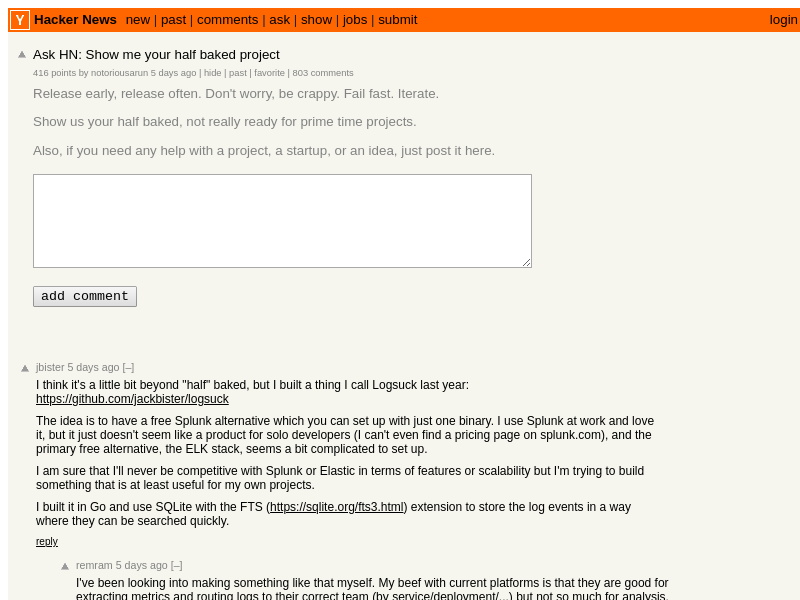 Y Hacker News new | past | comments | ask | show | jobs | submit login
Ask HN: Show me your half baked project
416 points by notoriousarun 5 days ago | hide | past | favorite | 803 comments
Release early, release often. Don't worry, be crappy. Fail fast. Iterate.
Show us your half baked, not really ready for prime time projects.
Also, if you need any help with a project, a startup, or an idea, just post it here.
add comment
jbister 5 days ago [–]
I think it's a little bit beyond "half" baked, but I built a thing I call Logsuck last year:
https://github.com/jackbister/logsuck
The idea is to have a free Splunk alternative which you can set up with just one binary. I use Splunk at work and love
it, but it just doesn't seem like a product for solo developers (I can't even find a pricing page on splunk.com), and the
primary free alternative, the ELK stack, seems a bit complicated to set up.
I am sure that I'll never be competitive with Splunk or Elastic in terms of features or scalability but I'm trying to build
something that is at least useful for my own projects.
I built it in Go and use SQLite with the FTS (https://sqlite.org/fts3.html) extension to store the log events in a way
where they can be searched quickly.
reply
remram 5 days ago [–]
I've been looking into making something like that myself. My beef with current platforms is that they are good for
extracting metrics and routing logs to their correct team (by service/deployment/...) but not so much for analysis.